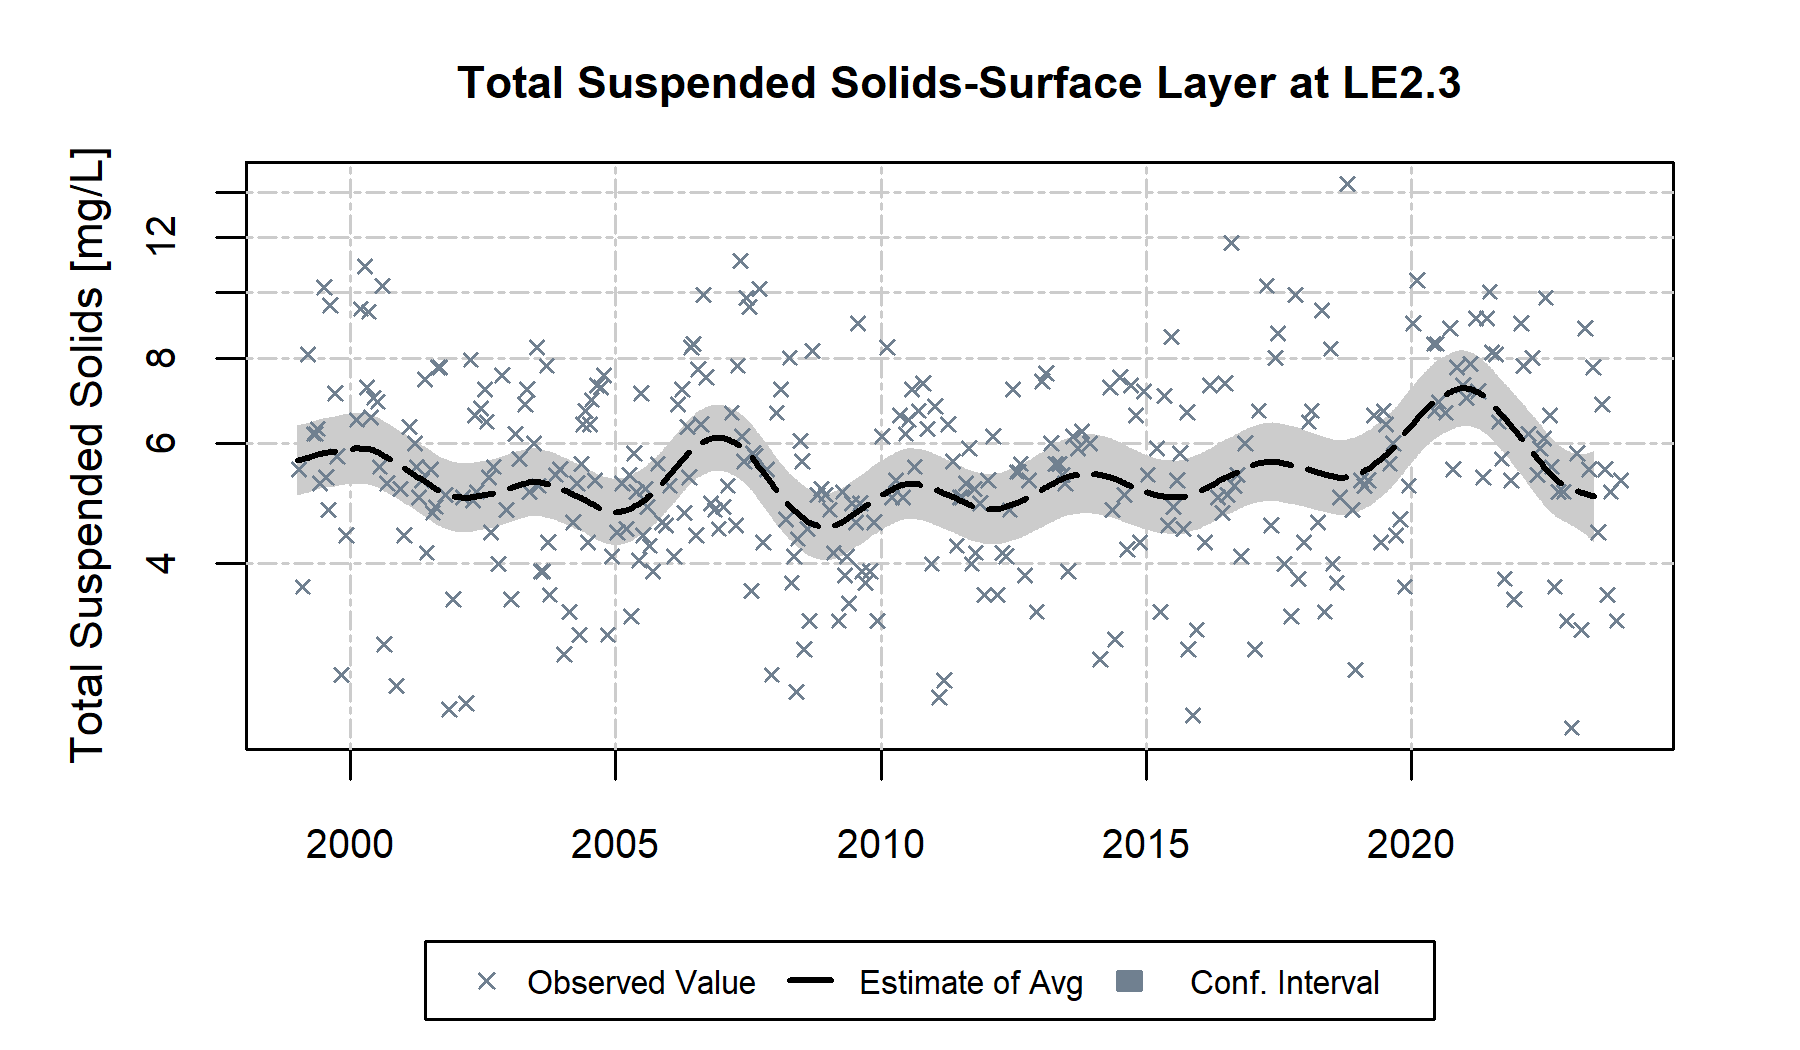 Total Suspended Solids-Surface Layer at LE2.3
Total Suspended Solids [mg/L]
12
8
6
4
2000 2005 2010 2015 2020
Observed Value Estimate of Avg Conf. Interval